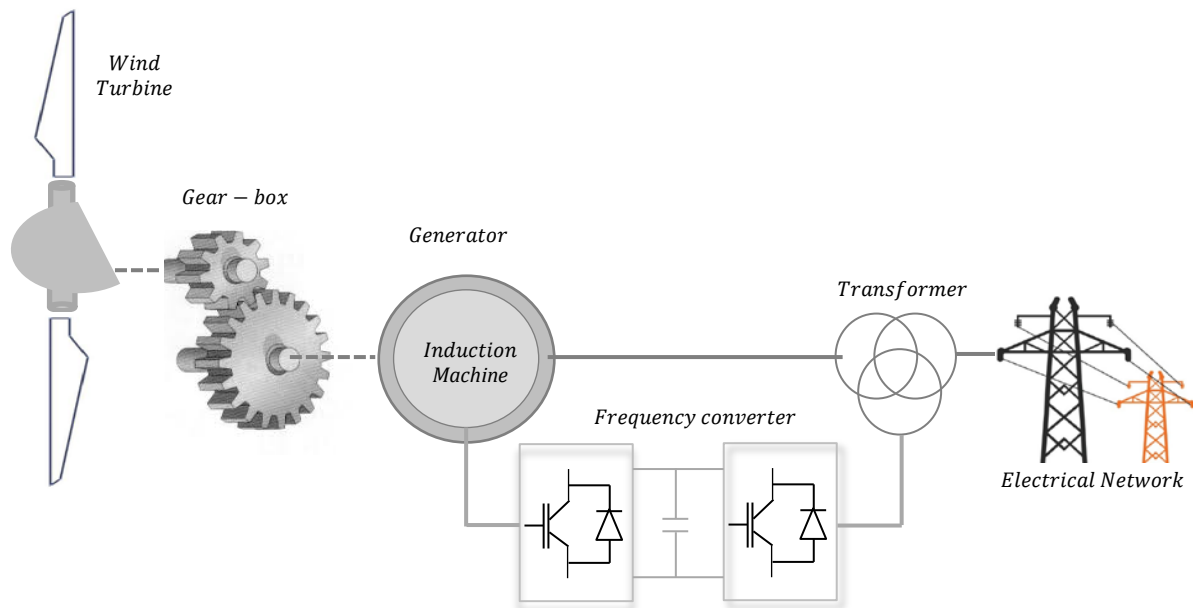 Wind
Turbine
Gear − box
Generator
Transformer
Induction
Machine
Frequency converter
Electrical Network